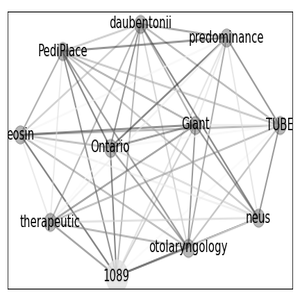 daubentonii
predominance
PediPlace
Giant
TUBE
eosin
Ontario
therapeutic
neus
otolaryngology
1089